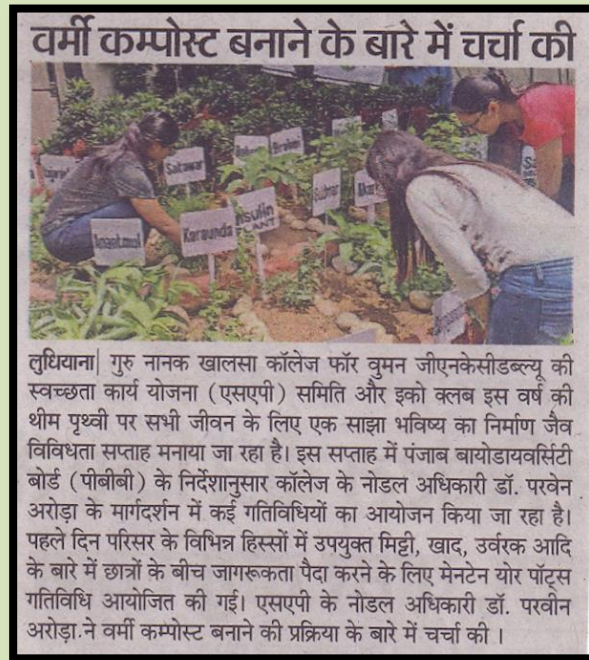 वर्मी कम्पोस्ट बनाने के बारे में चर्चा की
Satawar
Karaunda
Insulin
PLANT
लुधियाना| गुरु नानक खालसा कॉलेज फॉर वुमन जीएनकेसीडब्ल्यू की
स्वच्छता कार्य योजना (एसएपी) समिति और इको क्लब इस वर्ष की
थीम पृथ्वी पर सभी जीवन के लिए एक साझा भविष्य का निर्माण जैव
विविधता सप्ताह मनाया जा रहा है। इस सप्ताह में पंजाब बायोडायवर्सिटी
बोर्ड (पीबीबी) के निर्देशानुसार कॉलेज के नोडल अधिकारी डॉ. परवेन
अरोड़ा के मार्गदर्शन में कई गतिविधियों का आयोजन किया जा रहा है।
पहले दिन परिसर के विभिन्न हिस्सों में उपयुक्त मिट्टी, खाद, उर्वरक आदि
के बारे में छात्रों के बीच जागरूकता पैदा करने के लिए मेनटेन योर पॉट्स
गतिविधि आयोजित की गई। एसएपी के नोडल अधिकारी डॉ. परवीन
अरोड़ा ने वर्मी कम्पोस्ट बनाने की प्रक्रिया के बारे में चर्चा की ।